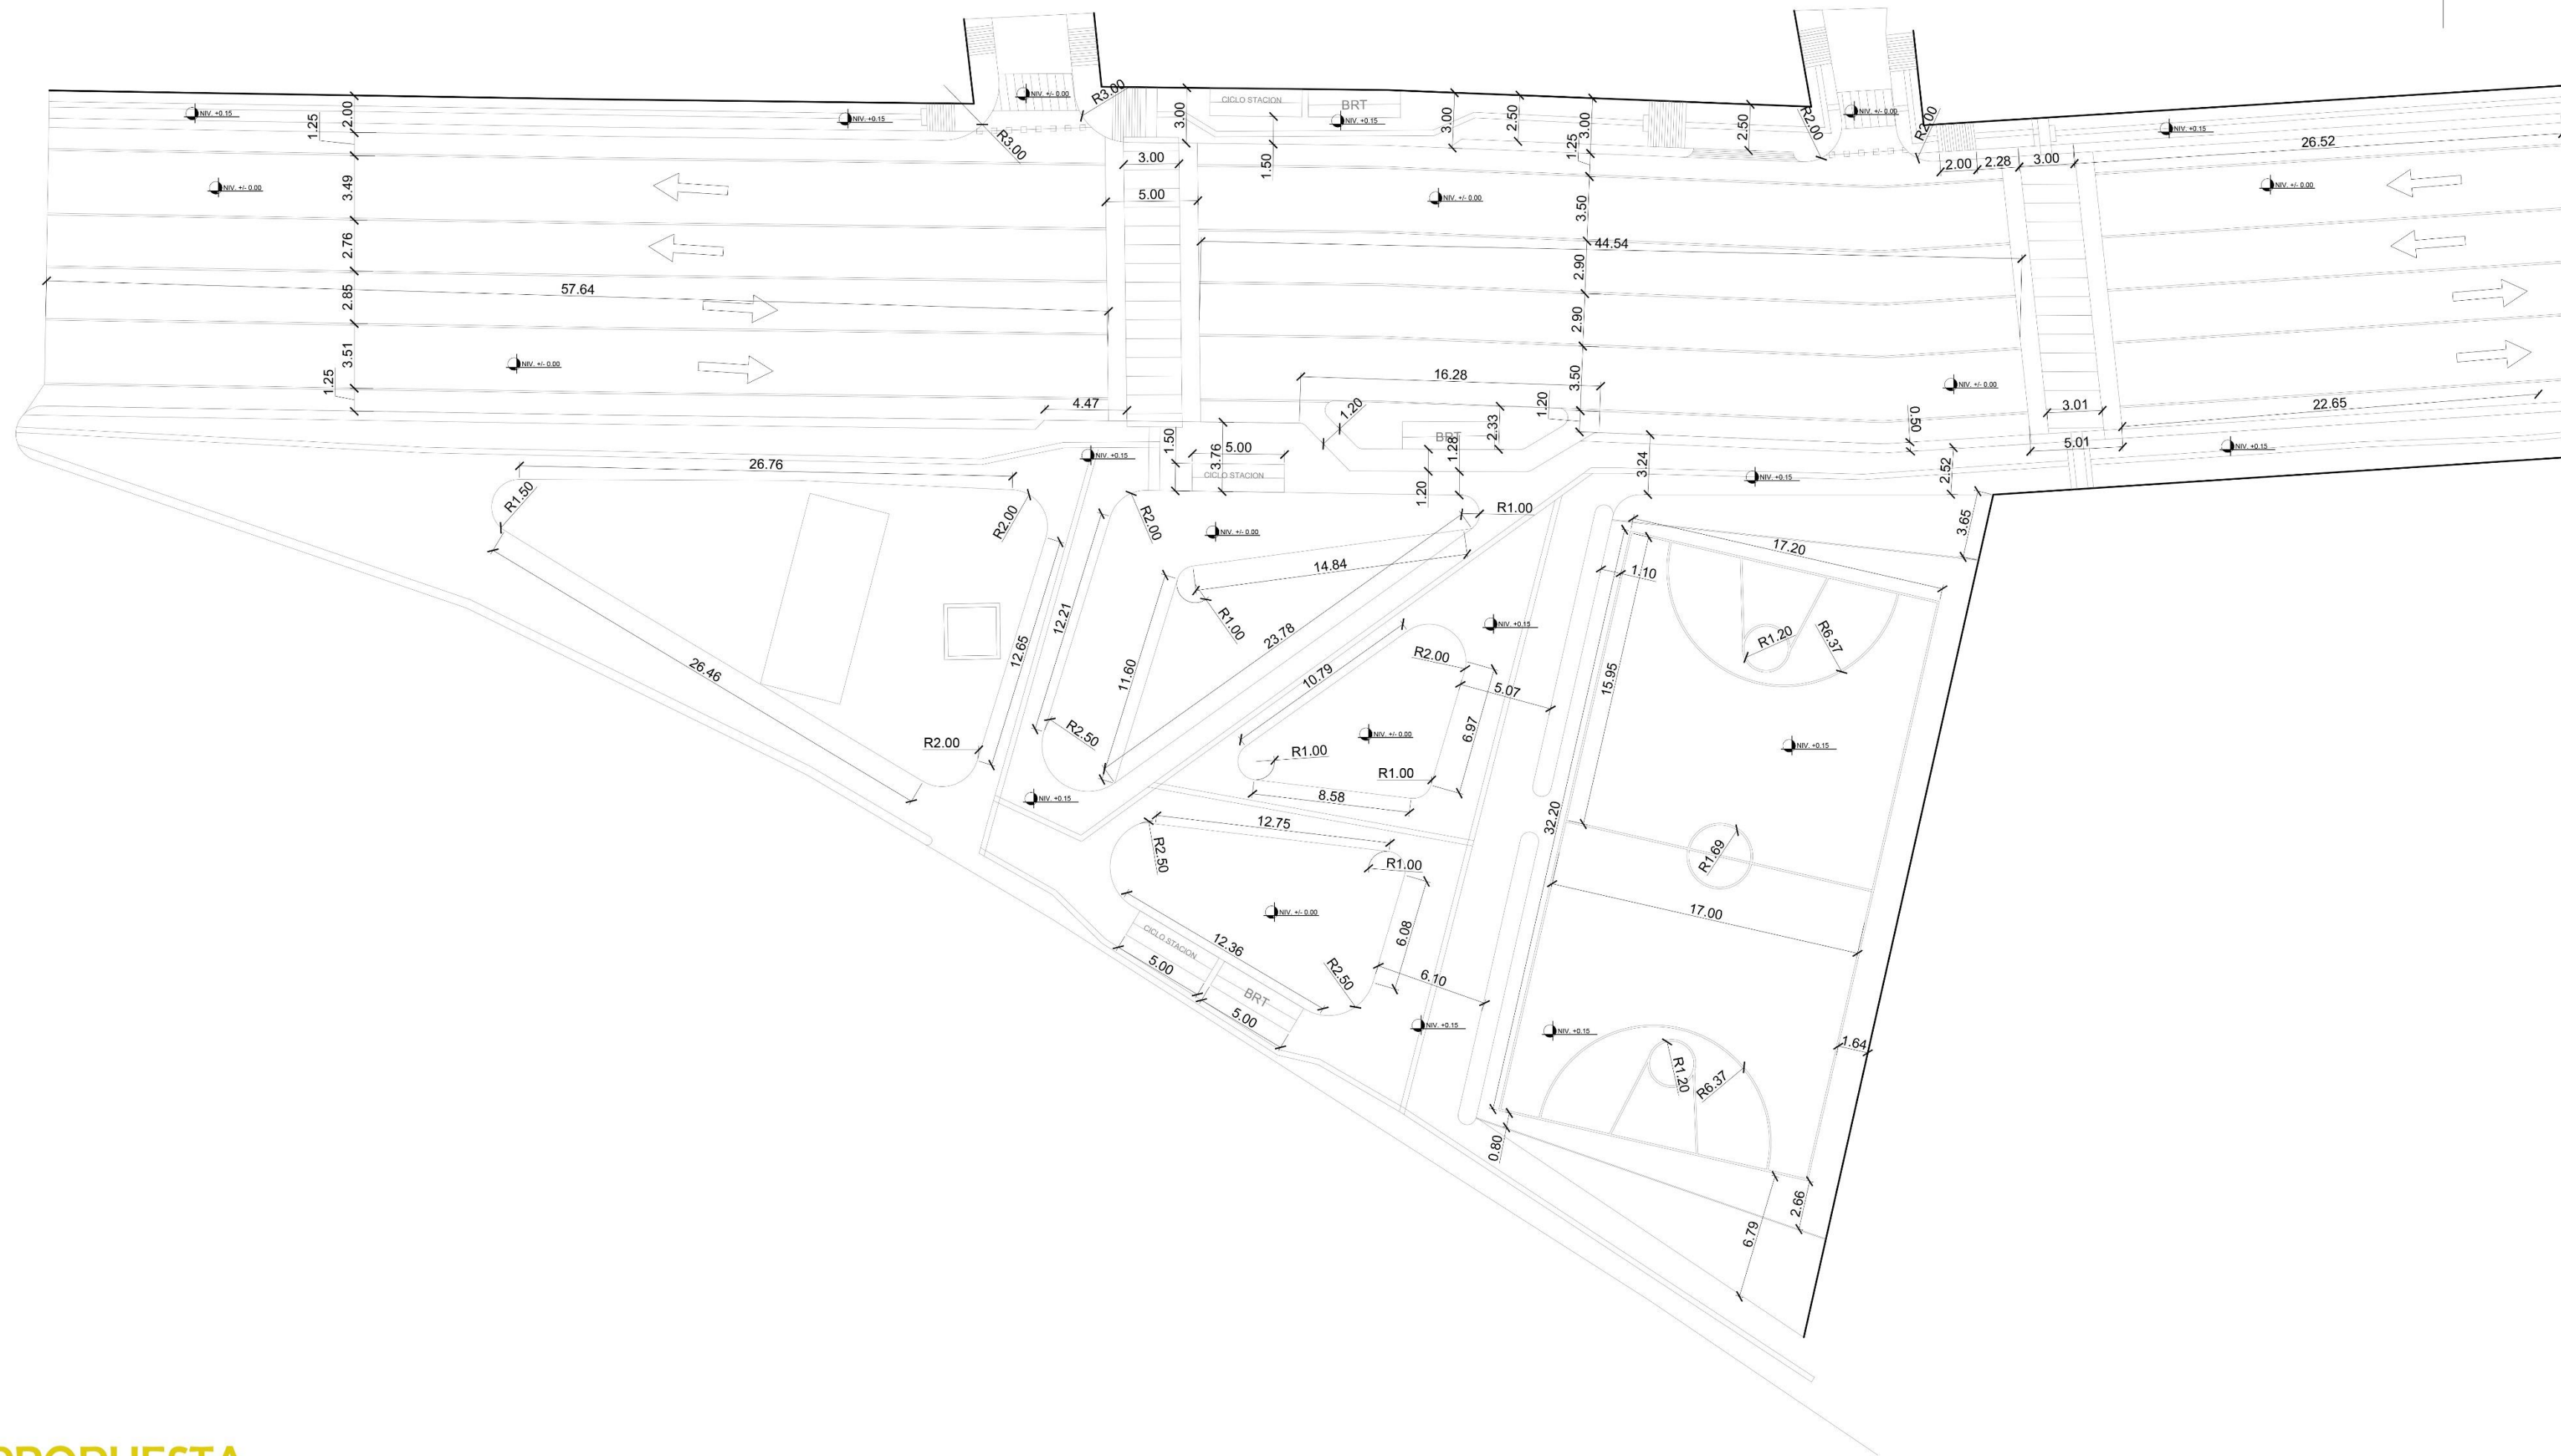 CICLO STACION
BRT
NIV. +0.15
NIV. +0.15
NIV. +/- 0.00
NIV. +0.15
NIV. +/- 0.00
NIV. +0.15
2.00
1.25
R3.00
R3.00
3.00
1.50
3.00
2.50
1.25
3.00
2.50
R2.00
R2.00
2.00
2.28
3.00
26.52
NIV. +/- 0.00
3.49
3.00
5.00
NIV. +/- 0.00
3.50
NIV. +/- 0.00
2.76
44.54
2.90
57.64
2.85
2.90
3.51
1.25
NIV. +/- 0.00
16.28
3.50
NIV. +/- 0.00
4.47
1.20
2.33
1.20
0.50
3.01
22.65
5.01
NIV. +0.15
BRT
1.28
1.50
3.76
5.00
CICLO STACION
NIV. +0.15
26.76
3.24
2.52
NIV. +0.15
1.20
R1.50
R2.00
R2.00
R1.00
NIV. +/- 0.00
3.65
17.20
14.84
1.10
R1.00
12.21
12.65
23.78
NIV. +0.15
R1.20
R6.37
26.46
11.60
10.79
R2.00
5.07
15.95
R2.50
R2.00
6.97
NIV. +/- 0.00
NIV. +0.15
R1.00
R1.00
8.58
NIV. +0.15
32.20
12.75
R2.50
R1.00
R1.69
17.00
NIV. +/- 0.00
6.08
CICLO STACION
12.36
5.00
BRT
5.00
R2.50
6.10
NIV. +0.15
NIV. +0.15
1.64
R1.20
R6.37
0.80
2.66
6.79
PROPUESTA